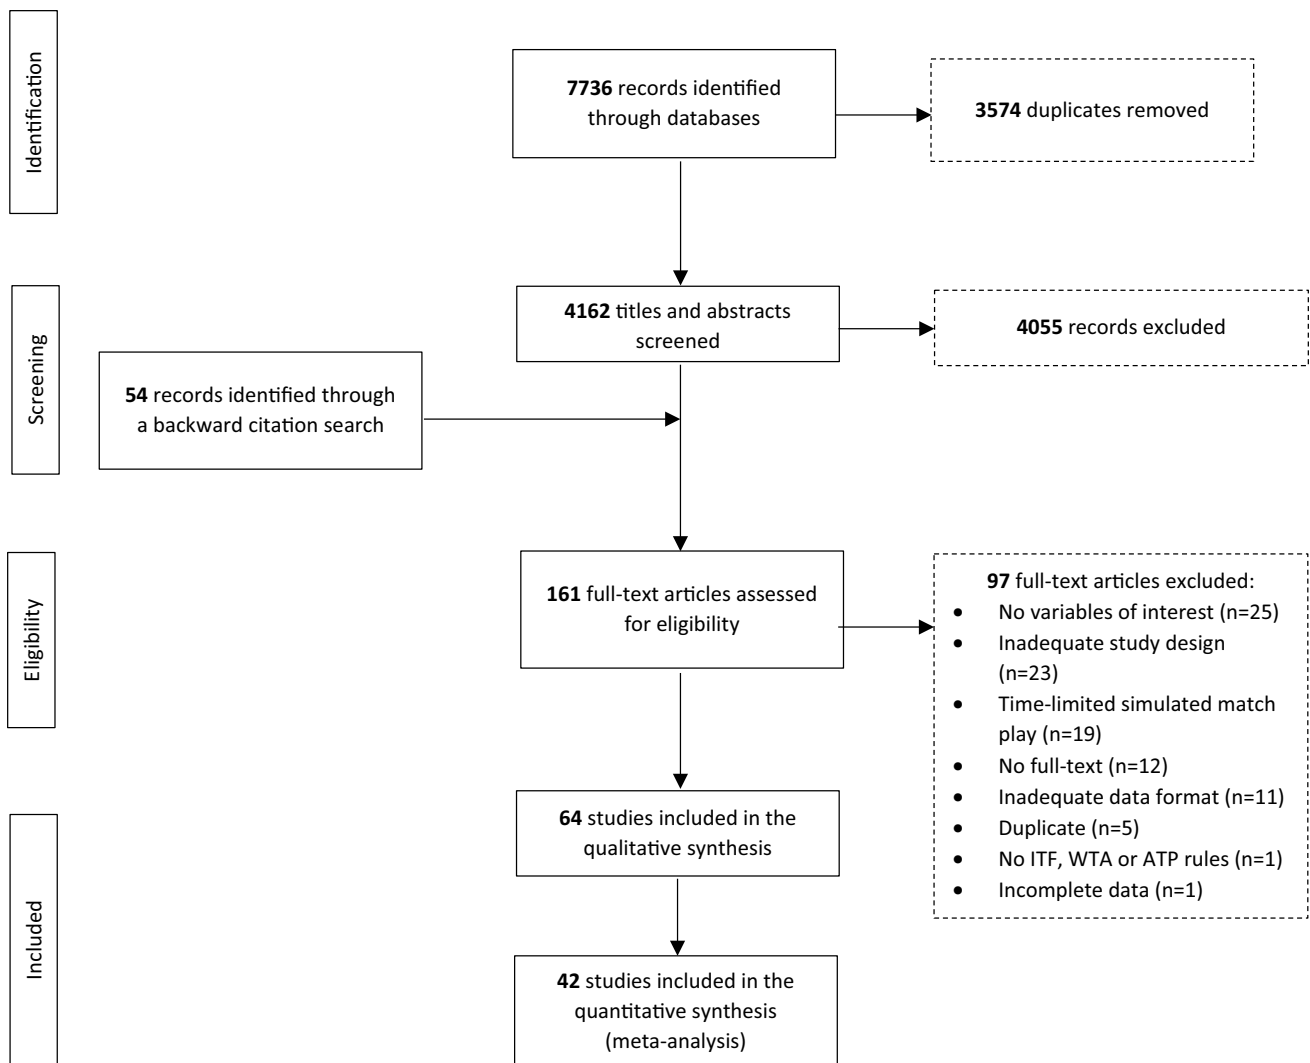 Identification
7736 records identified
through databases
3574 duplicates removed
Screening
4162 titles and abstracts
screened
4055 records excluded
54 records identified through
a backward citation search
Eligibility
161 full-text articles assessed
for eligibility
97 full-text articles excluded:
• No variables of interest (n=25)
• Inadequate study design
(n=23)
• Time-limited simulated match
play (n=19)
• No full-text (n=12)
• Inadequate data format (n=11)
• Duplicate (n=5)
• No ITF, WTA or ATP rules (n=1)
• Incomplete data (n=1)
Included
64 studies included in the
qualitative synthesis
42 studies included in the
quantitative synthesis
(meta-analysis)